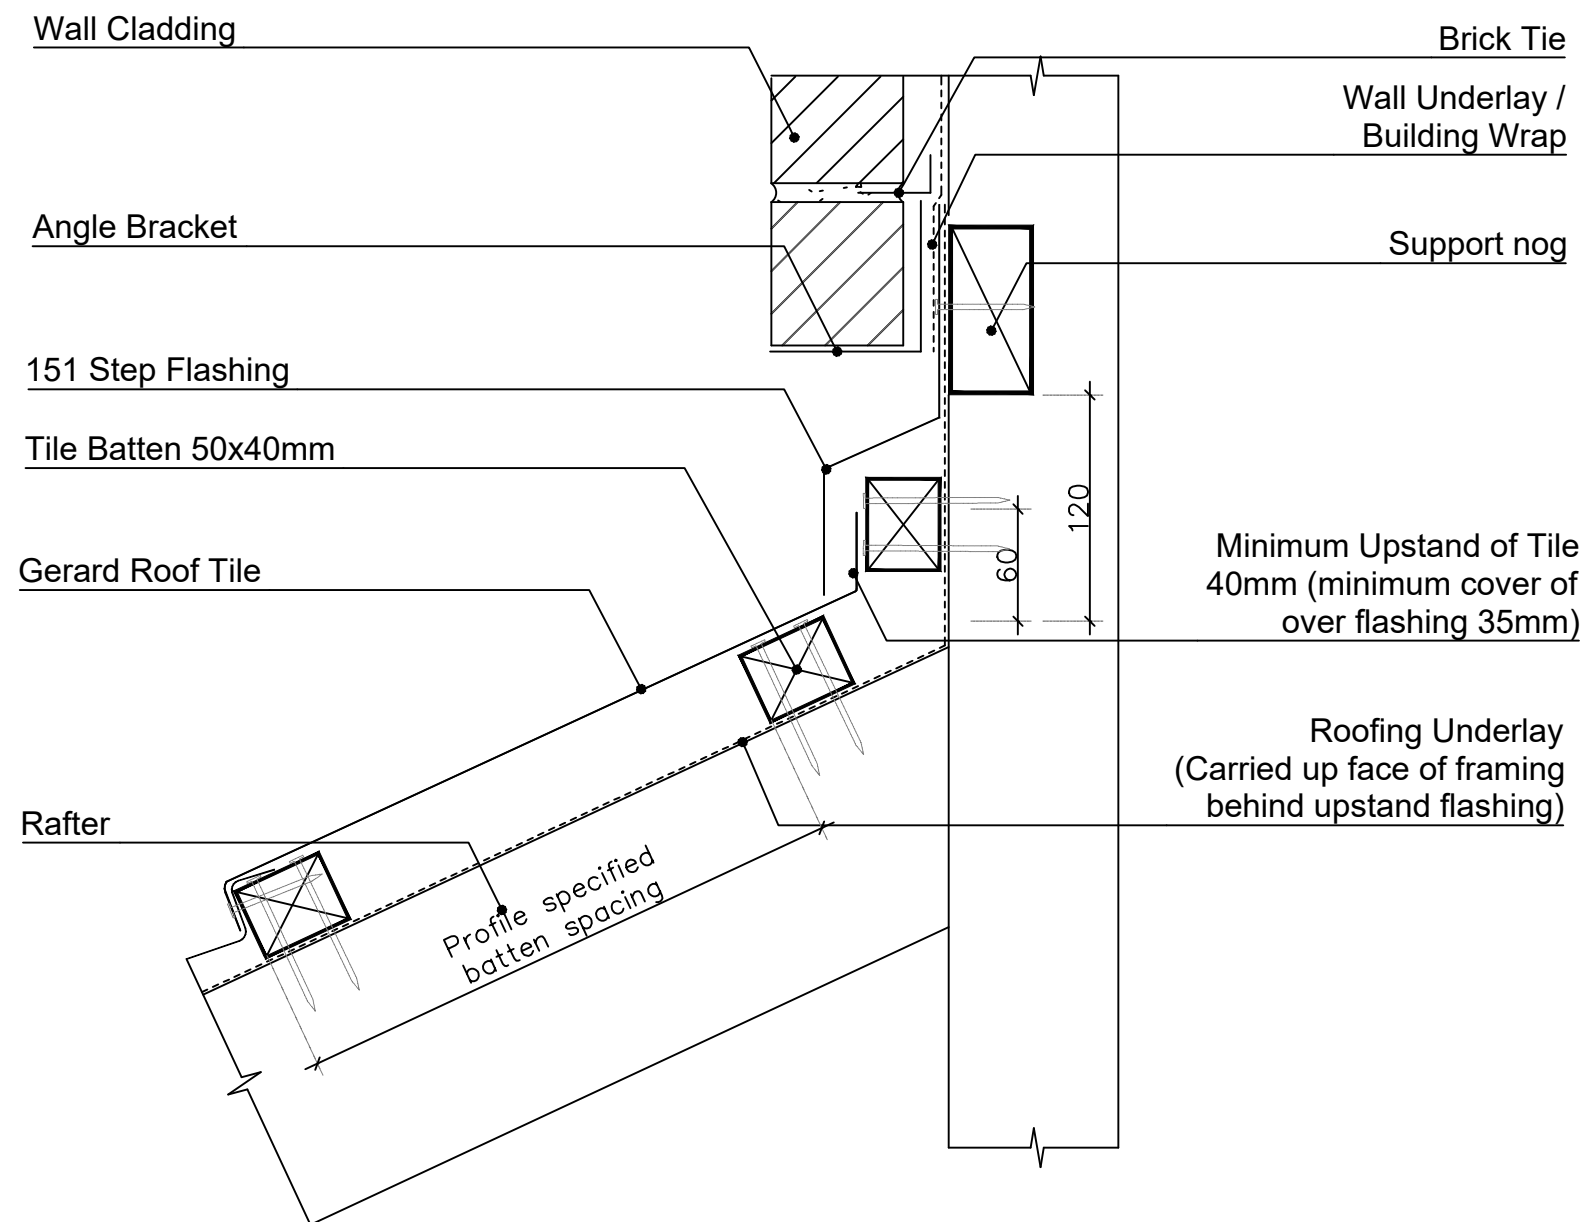 Wall Cladding
Brick Tie
Wall Underlay /
Building Wrap
Angle Bracket
Support nog
151 Step Flashing
Tile Batten 50x40mm
120
Gerard Roof Tile
60
Minimum Upstand of Tile
40mm (minimum cover of
over flashing 35mm)
Roofing Underlay
(Carried up face of framing
behind upstand flashing)
Rafter
Profile specified
batten spacing